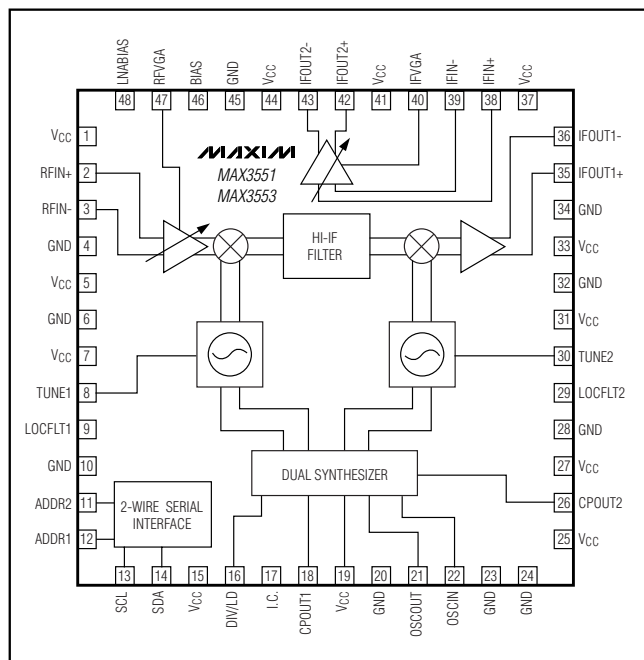 LNABIAS
RFVGA
BIAS
GND
VCC
IFOUT2-
IFOUT2+
VCC
IFVGA
IFIN-
IFIN+
VCC
48 47 46 45 44 43 42 41 40 39 38 37
VCC 1
RFIN+ 2
RFIN- 3
GND 4
VCC 5
GND 6
VCC 7
TUNE1 8
LOCFLT1 9
GND 10
ADDR2 11
ADDR1 12
MAXIM
MAX3551
MAX3553
HI-IF
FILTER
DUAL SYNTHESIZER
2-WIRE SERIAL
INTERFACE
36 IFOUT1-
35 IFOUT1+
34 GND
33 VCC
32 GND
31 VCC
30 TUNE2
29 LOCFLT2
28 GND
27 VCC
26 CPOUT2
25 VCC
13 14 15 16 17 18 19 20 21 22 23 24
SCL
SDA
VCC
DIV/LD
I.C.
CPOUT1
VCC
GND
OSCOUT
OSCIN
GND
GND